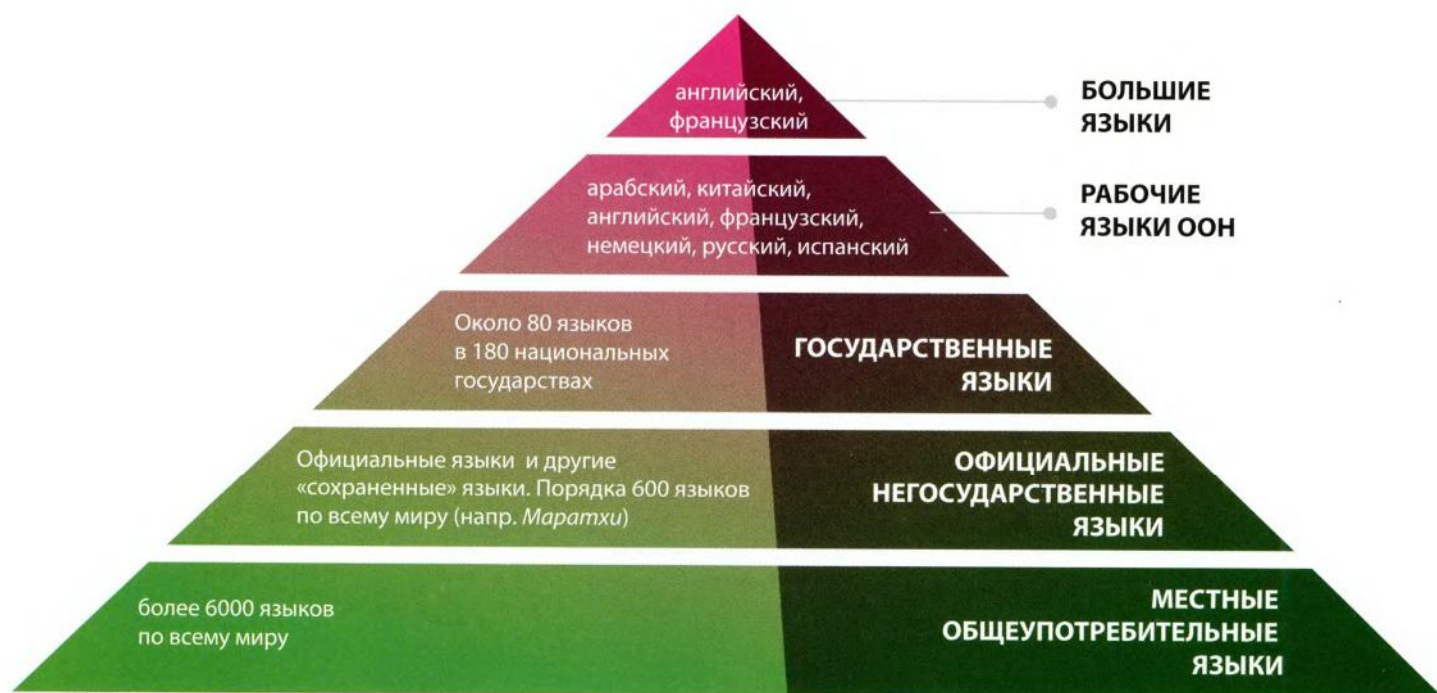 английский,
французский
БОЛЬШИЕ
ЯЗЫКИ
арабский, китайский,
английский, французский,
немецкий, русский, испанский
РАБОЧИЕ
ЯЗЫКИ ООН
Около 80 языков
в 180 национальных
государствах
ГОСУДАРСТВЕННЫЕ
ЯЗЫКИ
Официальные языки и другие
«сохраненные» языки. Порядка 600 языков
по всему миру (напр. Маратхи)
ОФИЦИАЛЬНЫЕ
НЕГОСУДАРСТВЕННЫЕ
ЯЗЫКИ
более 6000 языков
по всему миру
МЕСТНЫЕ
ОБЩЕУПОТРЕБИТЕЛЬНЫЕ
ЯЗЫКИ